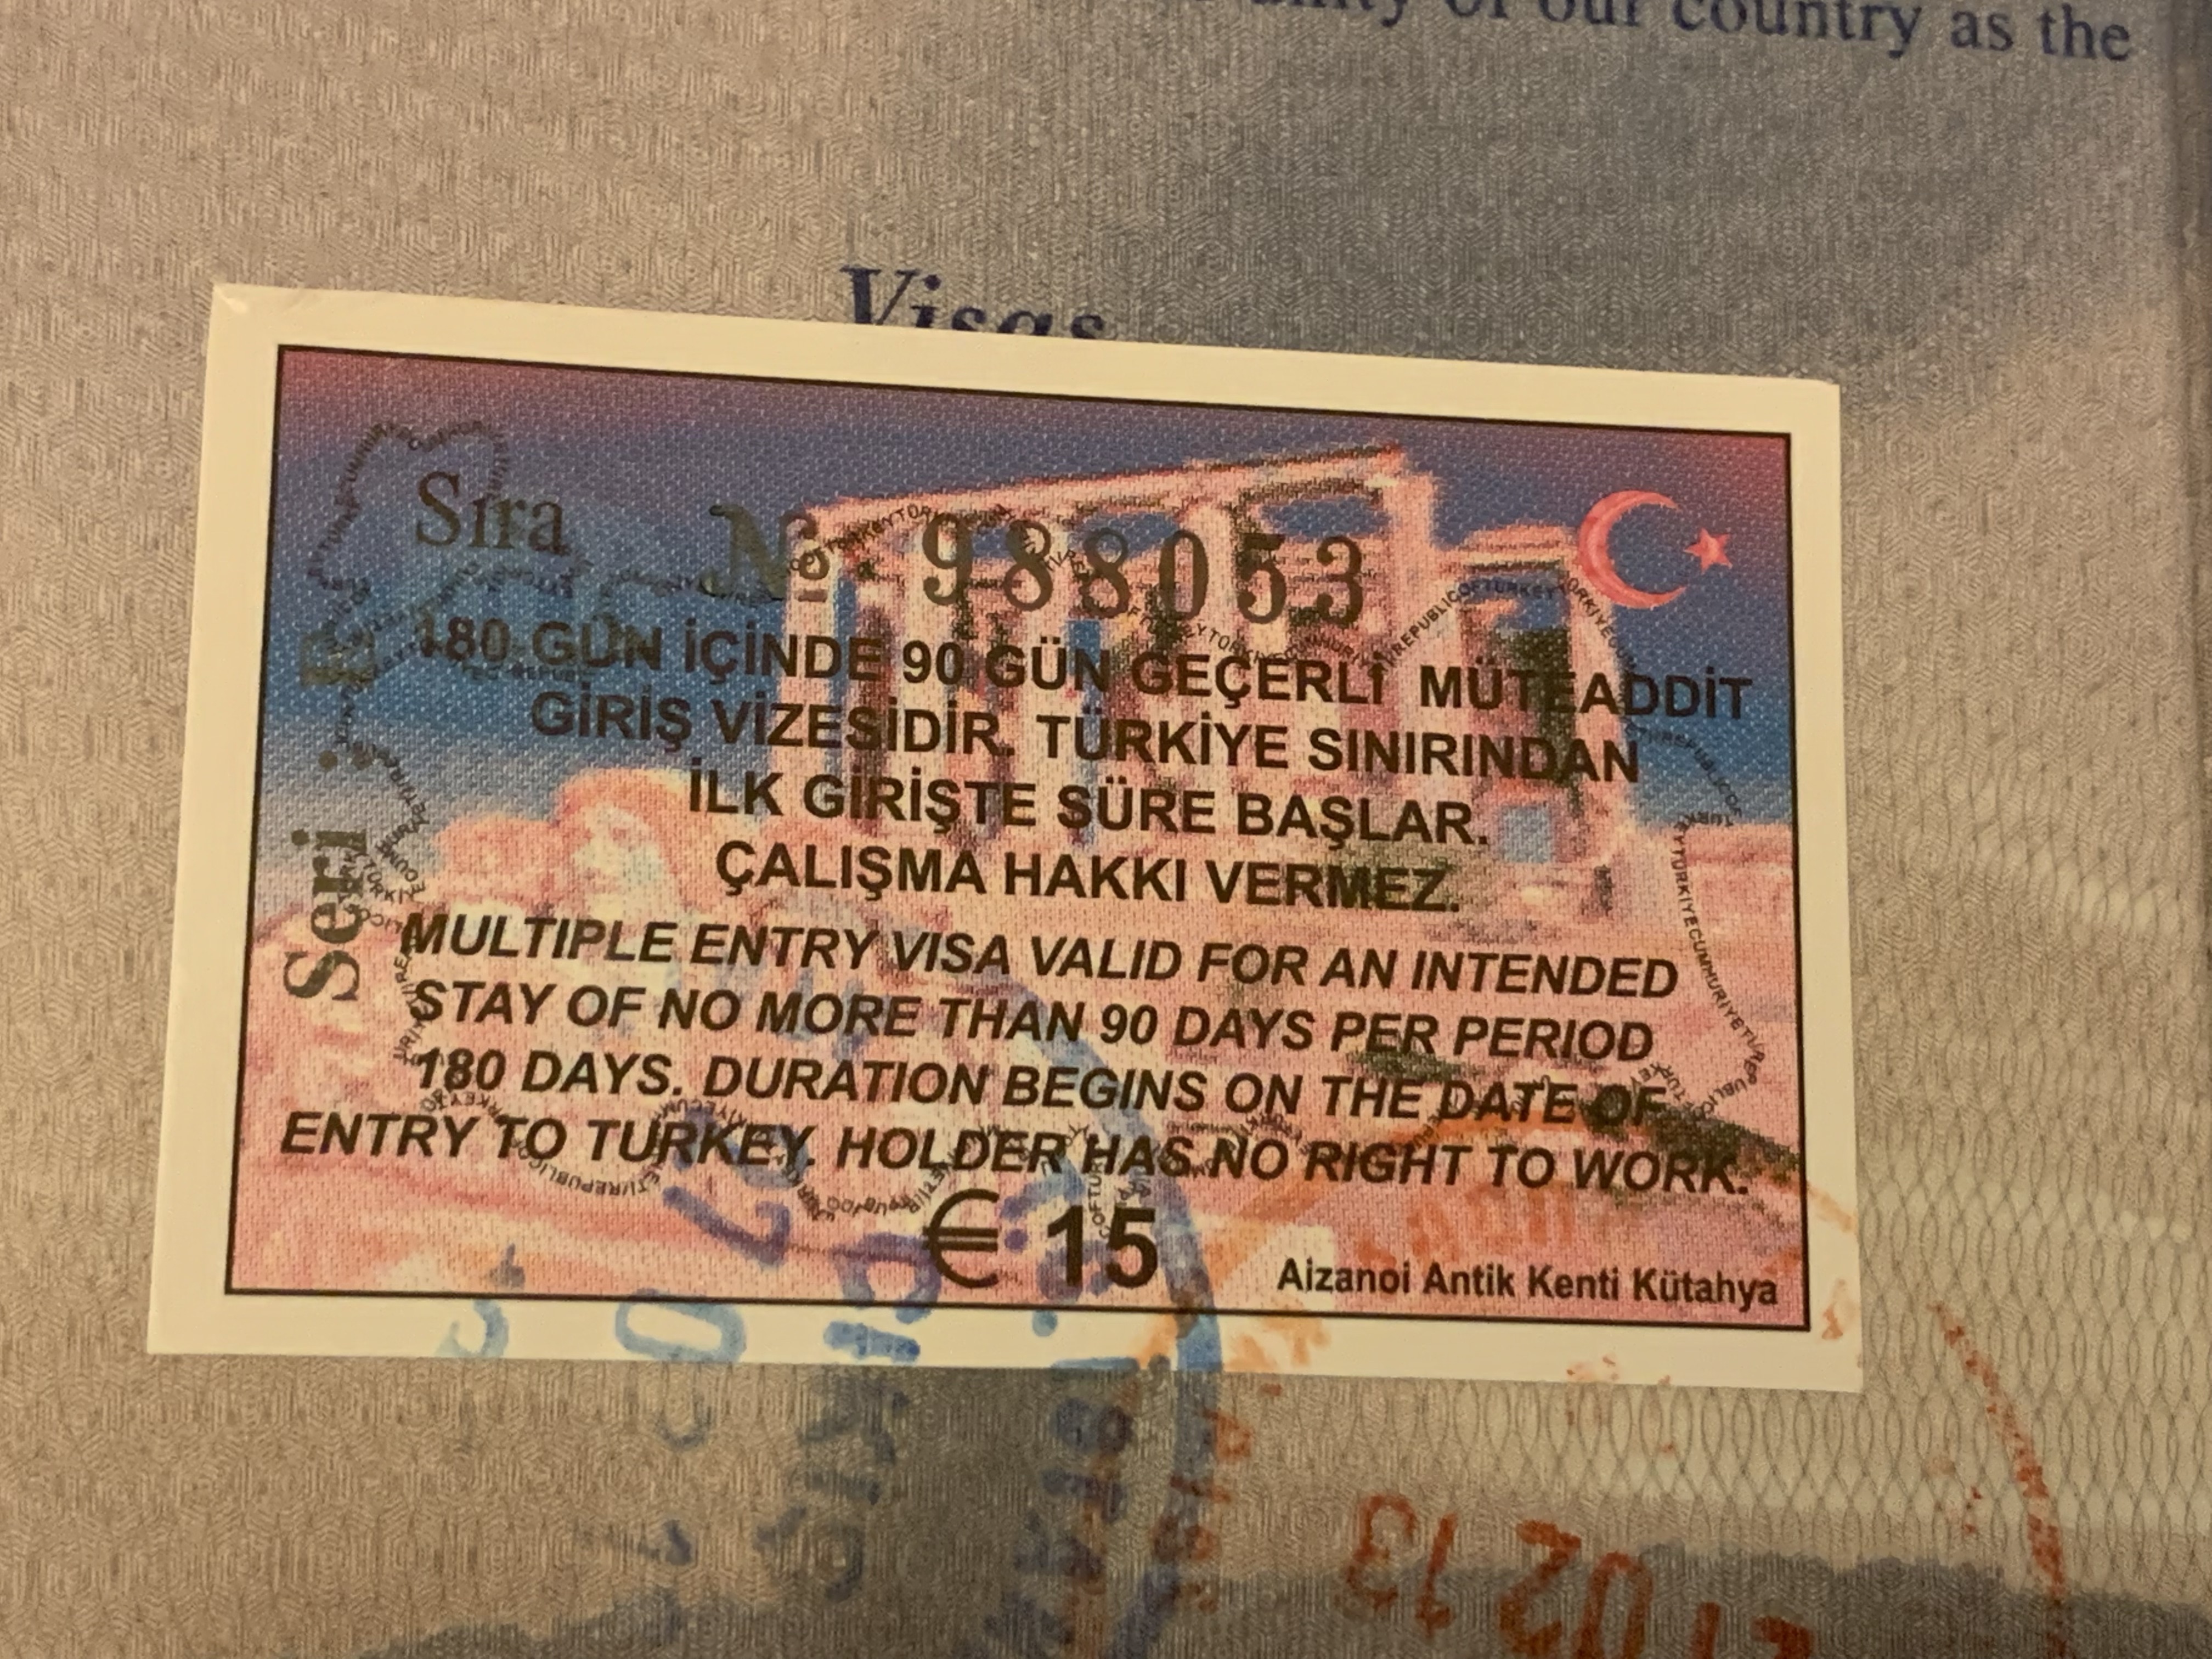 of our country as the
Visas
Sıra No 988053
Seri :
180 GÜN İÇİNDE 90 GÜN GEÇERLİ MÜTEADDİT
GİRİŞ VİZESİDİR. TÜRKİYE SINIRINDAN
İLK GİRİŞTE SÜRE BAŞLAR.
ÇALIŞMA HAKKI VERMEZ.
MULTIPLE ENTRY VISA VALID FOR AN INTENDED
STAY OF NO MORE THAN 90 DAYS PER PERIOD
180 DAYS. DURATION BEGINS ON THE DATE OF
ENTRY TO TURKEY. HOLDER HAS NO RIGHT TO WORK.
€ 15
Aizanoi Antik Kenti Kütahya